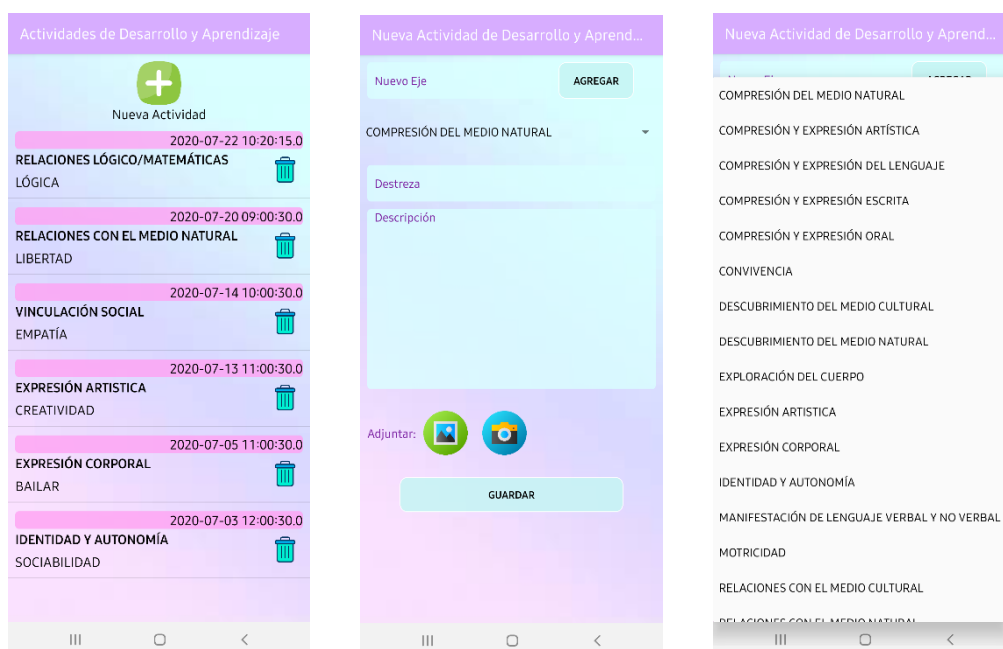 Actividades de Desarrollo y Aprendizaje
Nueva Actividad
2020-07-22 10:20:15.0
RELACIONES LÓGICO/MATEMÁTICAS
LÓGICA
2020-07-20 09:00:30.0
RELACIONES CON EL MEDIO NATURAL
LIBERTAD
2020-07-14 10:00:30.0
VINCULACIÓN SOCIAL
EMPATÍA
2020-07-13 11:00:30.0
EXPRESIÓN ARTISTICA
CREATIVIDAD
2020-07-05 11:00:30.0
EXPRESIÓN CORPORAL
BAILAR
2020-07-03 12:00:30.0
IDENTIDAD Y AUTONOMÍA
SOCIABILIDAD
Nueva Actividad de Desarrollo y Aprend...
Nuevo Eje AGREGAR
COMPRESIÓN DEL MEDIO NATURAL
Destreza
Descripción
Adjuntar:
GUARDAR
Nueva Actividad de Desarrollo y Aprend...
COMPRESIÓN DEL MEDIO NATURAL
COMPRESIÓN Y EXPRESIÓN ARTÍSTICA
COMPRESIÓN Y EXPRESIÓN DEL LENGUAJE
COMPRESIÓN Y EXPRESIÓN ESCRITA
COMPRESIÓN Y EXPRESIÓN ORAL
CONVIVENCIA
DESCUBRIMIENTO DEL MEDIO CULTURAL
DESCUBRIMIENTO DEL MEDIO NATURAL
EXPLORACIÓN DEL CUERPO
EXPRESIÓN ARTISTICA
EXPRESIÓN CORPORAL
IDENTIDAD Y AUTONOMÍA
MANIFESTACIÓN DE LENGUAJE VERBAL Y NO VERBAL
MOTRICIDAD
RELACIONES CON EL MEDIO CULTURAL
RELACIONES CON EL MEDIO NATURAL